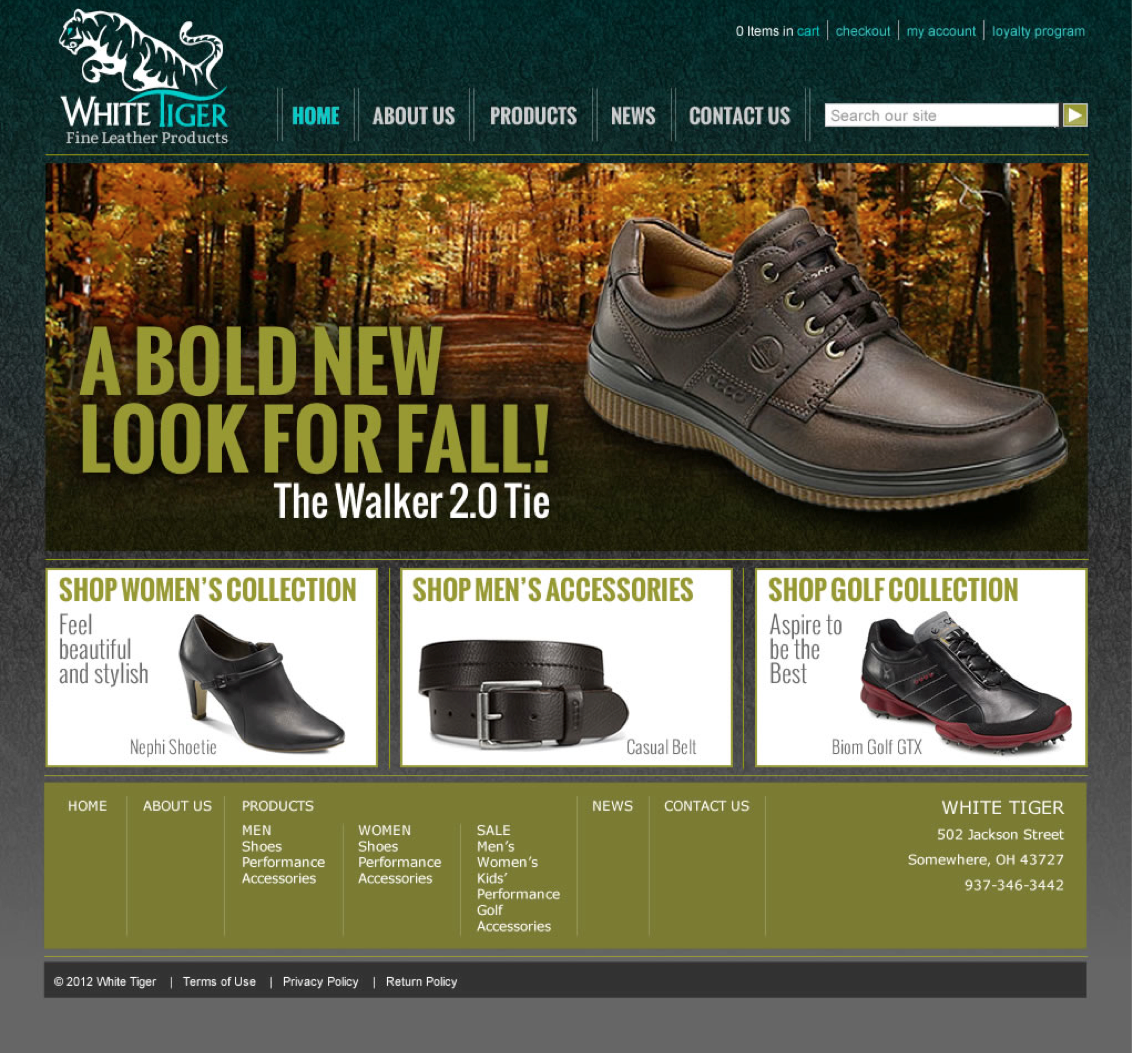 0 Items in cart checkout my account loyalty program
WHITE TIGER
Fine Leather Products
HOME ABOUT US PRODUCTS NEWS CONTACT US Search our site
A BOLD NEW
LOOK FOR FALL!
The Walker 2.0 Tie
ecco
SHOP WOMEN'S COLLECTION
Feel
beautiful
and stylish
Nephi Shoetie
SHOP MEN'S ACCESSORIES
Casual Belt
SHOP GOLF COLLECTION
Aspire to
be the
Best
Biom Golf GTX
HOME ABOUT US PRODUCTS NEWS CONTACT US
MEN
Shoes
Performance
Accessories
WOMEN
Shoes
Performance
Accessories
SALE
Men's
Women's
Kids'
Performance
Golf
Accessories
WHITE TIGER
502 Jackson Street
Somewhere, OH 43727
937-346-3442
© 2012 White Tiger | Terms of Use | Privacy Policy | Return Policy